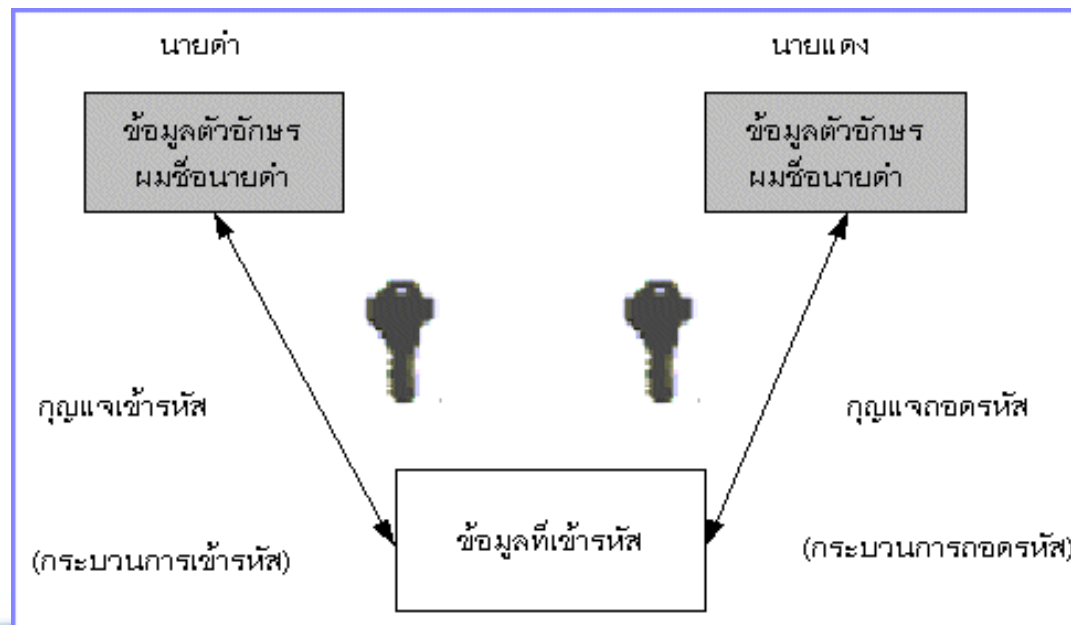 นายดำ
นายแดง
ข้อมูลตัวอักษร
ผมชื่อนายดำ
ข้อมูลตัวอักษร
ผมชื่อนายดำ
กุญแจเข้ารหัส
กุญแจถอดรหัส
ข้อมูลที่เข้ารหัส
(กระบวนการเข้ารหัส)
(กระบวนการถอดรหัส)